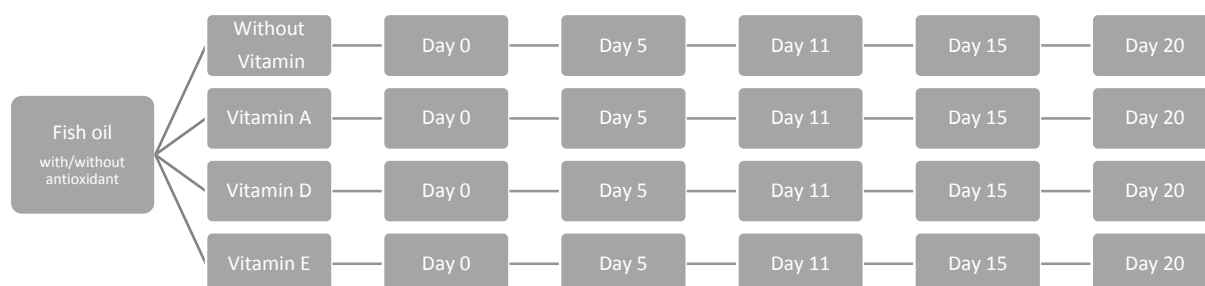 Without
Vitamin
Day 0
Day 5
Day 11
Day 15
Day 20
Fish oil
with/without
antioxidant
Vitamin A
Day 0
Day 5
Day 11
Day 15
Day 20
Vitamin D
Day 0
Day 5
Day 11
Day 15
Day 20
Vitamin E
Day 0
Day 5
Day 11
Day 15
Day 20